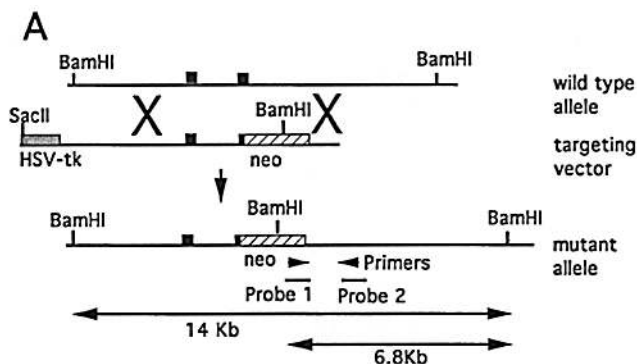 A
BamHI BamHI
wild type
allele
SacII BamHI
HSV-tk neo
targeting
vector
BamHI BamHI BamHI
mutant
allele
neo Primers
Probe 1 Probe 2
14 Kb
6.8Kb